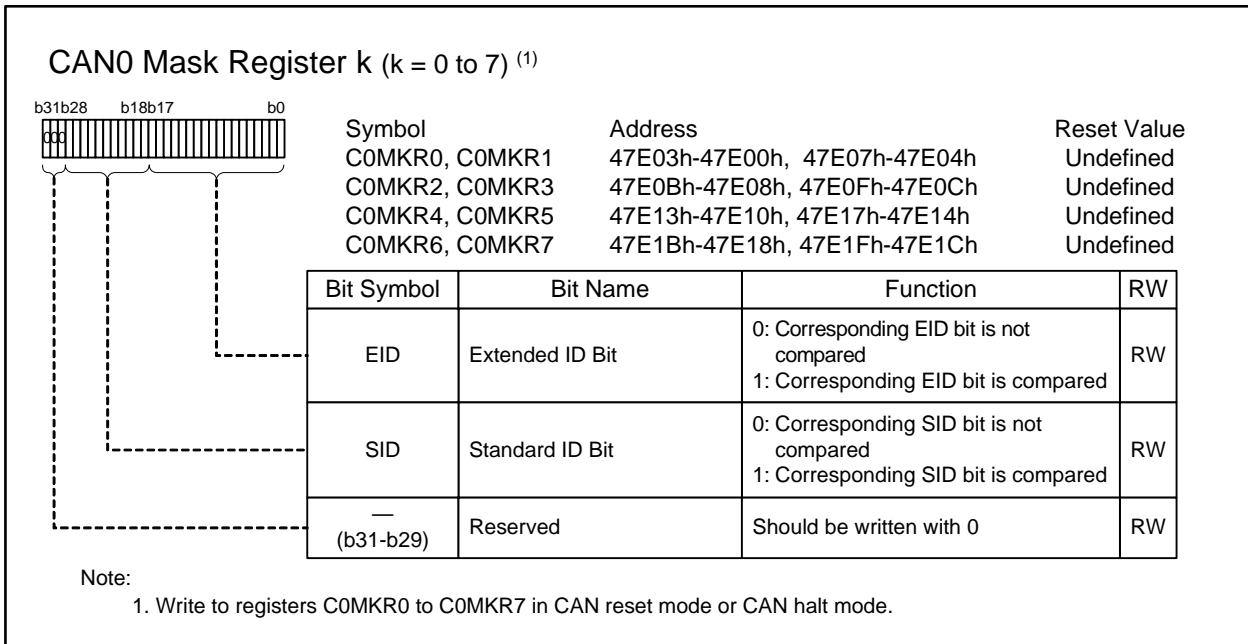 CAN0 Mask Register k (k = 0 to 7) (1)
b31b28 b18b17 b0
000
Symbol Address Reset Value
C0MKR0, C0MKR1 47E03h-47E00h, 47E07h-47E04h Undefined
C0MKR2, C0MKR3 47E0Bh-47E08h, 47E0Fh-47E0Ch Undefined
C0MKR4, C0MKR5 47E13h-47E10h, 47E17h-47E14h Undefined
C0MKR6, C0MKR7 47E1Bh-47E18h, 47E1Fh-47E1Ch Undefined
Bit Symbol Bit Name Function RW
EID Extended ID Bit 0: Corresponding EID bit is not
compared
1: Corresponding EID bit is compared RW
SID Standard ID Bit 0: Corresponding SID bit is not
compared
1: Corresponding SID bit is compared RW
—
(b31-b29) Reserved Should be written with 0 RW
Note:
1. Write to registers C0MKR0 to C0MKR7 in CAN reset mode or CAN halt mode.